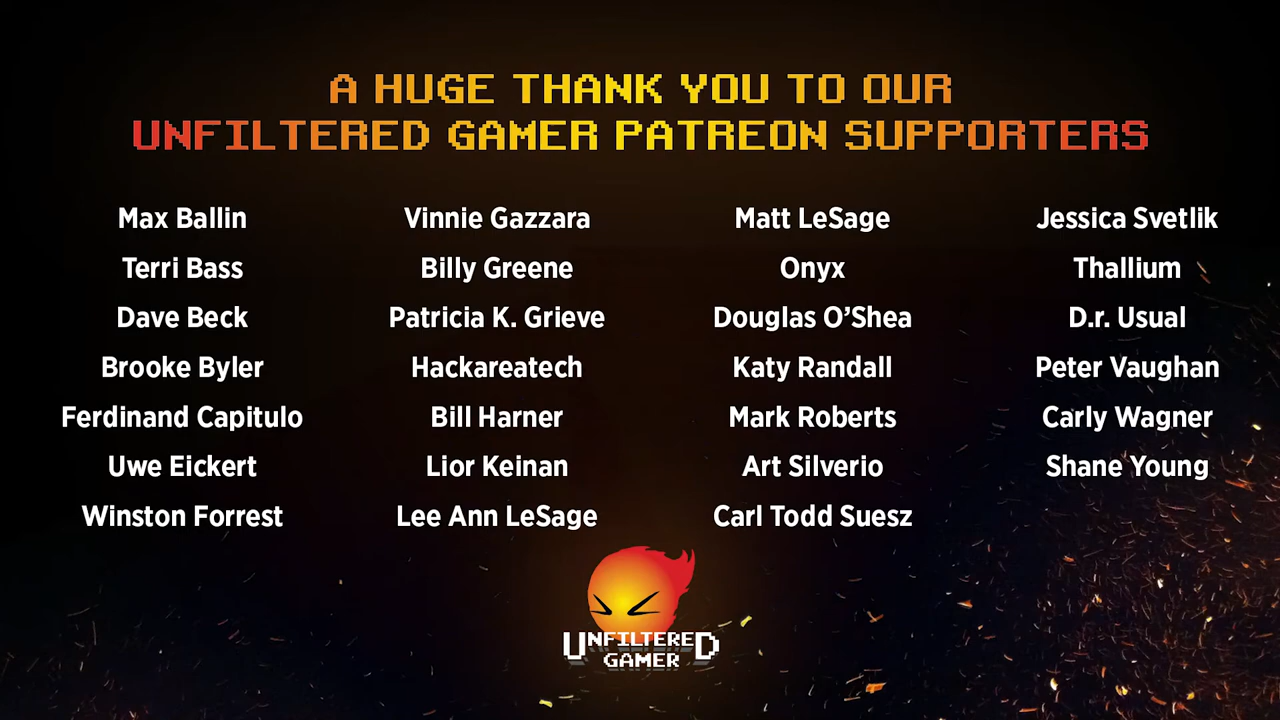 A HUGE THANK YOU TO OUR
UNFILTERED GAMER PATREON SUPPORTERS
Max Ballin
Terri Bass
Dave Beck
Brooke Byler
Ferdinand Capitulo
Uwe Eickert
Winston Forrest
Vinnie Gazzara
Billy Greene
Patricia K. Grieve
Hackareatech
Bill Harner
Lior Keinan
Lee Ann LeSage
Matt LeSage
Onyx
Douglas O’Shea
Katy Randall
Mark Roberts
Art Silverio
Carl Todd Suesz
Jessica Svetlik
Thallium
D.r. Usual
Peter Vaughan
Carly Wagner
Shane Young
UNFILTERED
GAMER